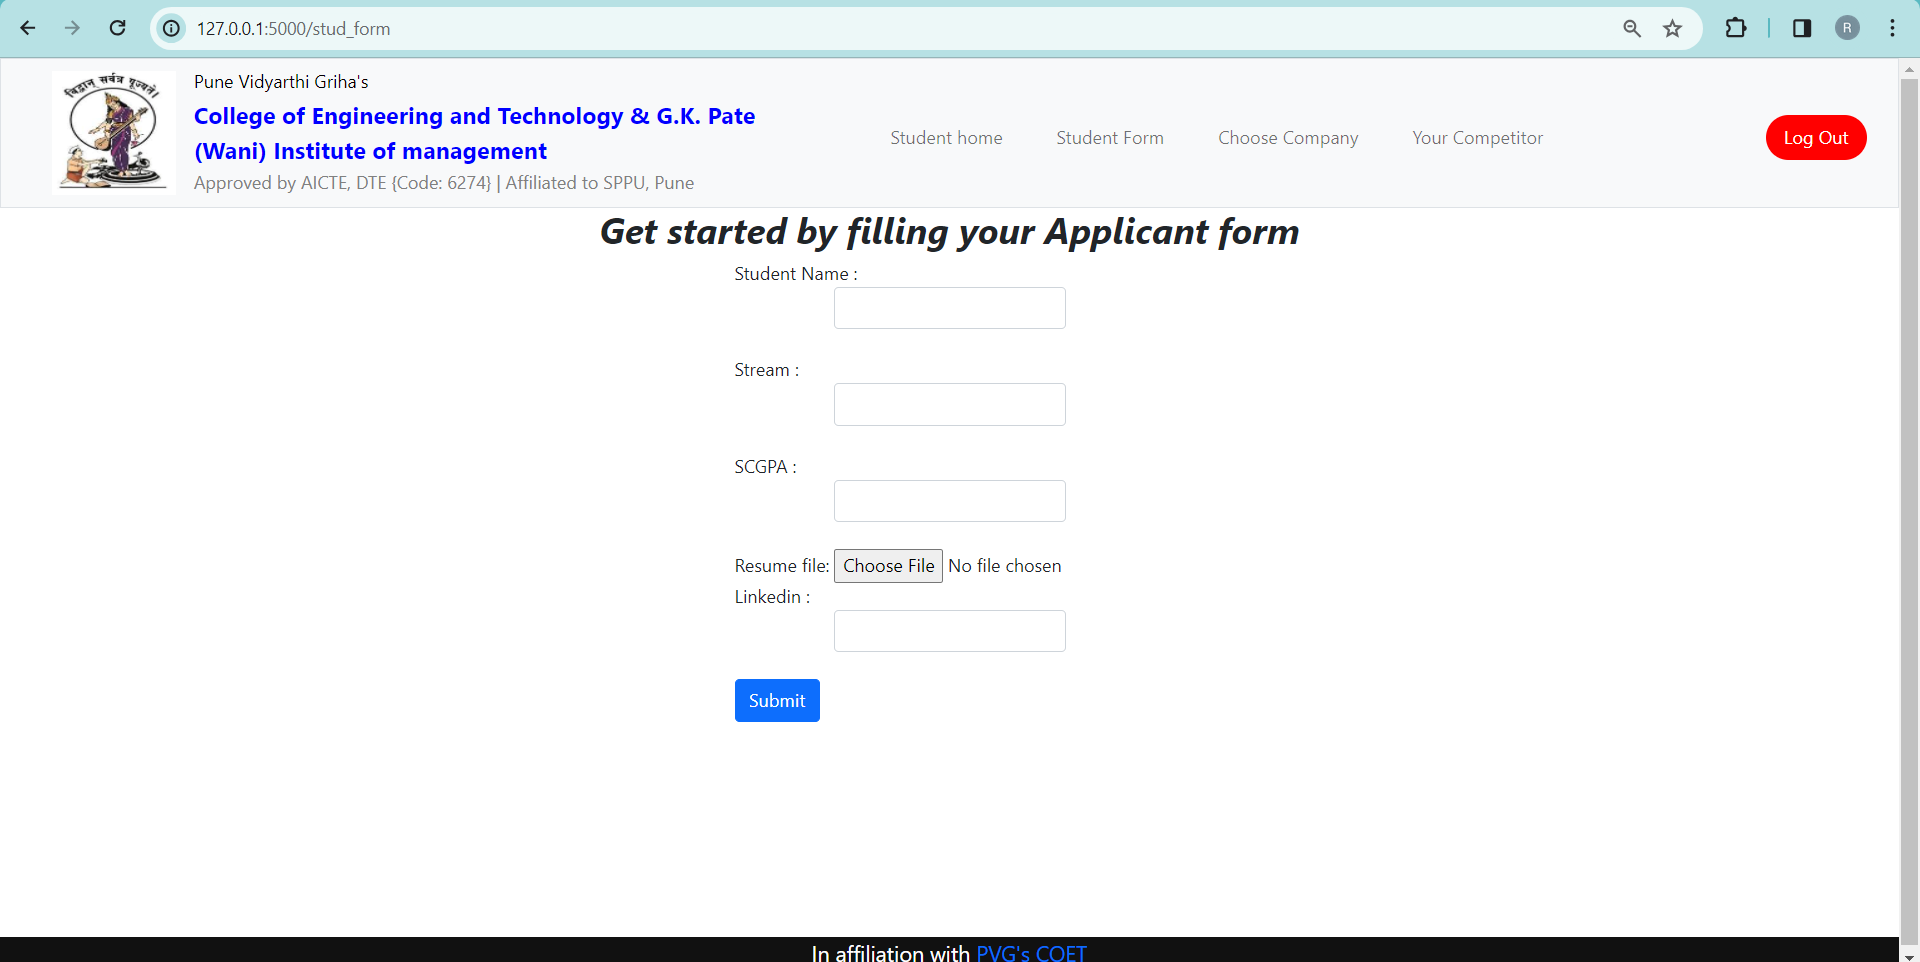 127.0.0.1:5000/stud_form
R
विद्वान् सर्वत्र पूज्यते।
Pune Vidyarthi Griha's
College of Engineering and Technology & G.K. Pate
(Wani) Institute of management
Approved by AICTE, DTE {Code: 6274} | Affiliated to SPPU, Pune
Student home
Student Form
Choose Company
Your Competitor
Log Out
Get started by filling your Applicant form
Student Name :
Stream :
SCGPA :
Resume file: Choose File No file chosen
Linkedin :
Submit
In affiliation with PVG's COET